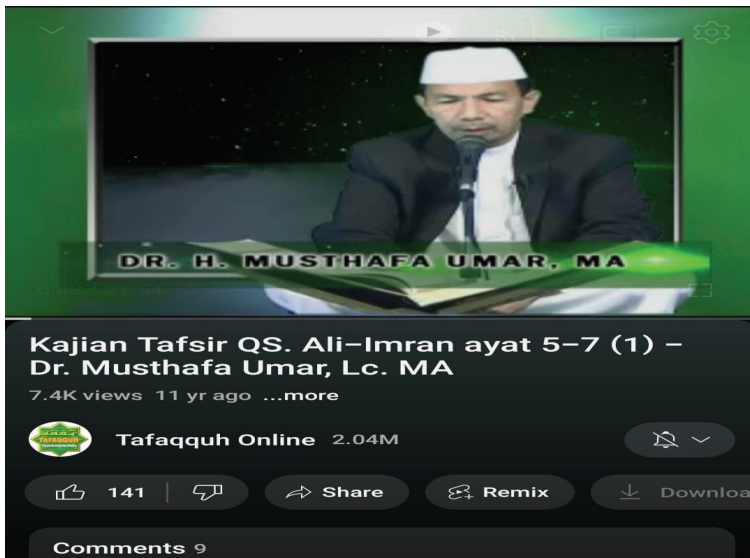 DR. H. MUSTHAFA UMAR, MA
Kajian Tafsir QS. Ali-Imran ayat 5-7 (1) -
Dr. Musthafa Umar, Lc. MA
7.4K views 11 yr ago ...more
TAFAQQUH
Tafaqquh Online 2.04M
141
Share
Remix
Downloa
Comments 9